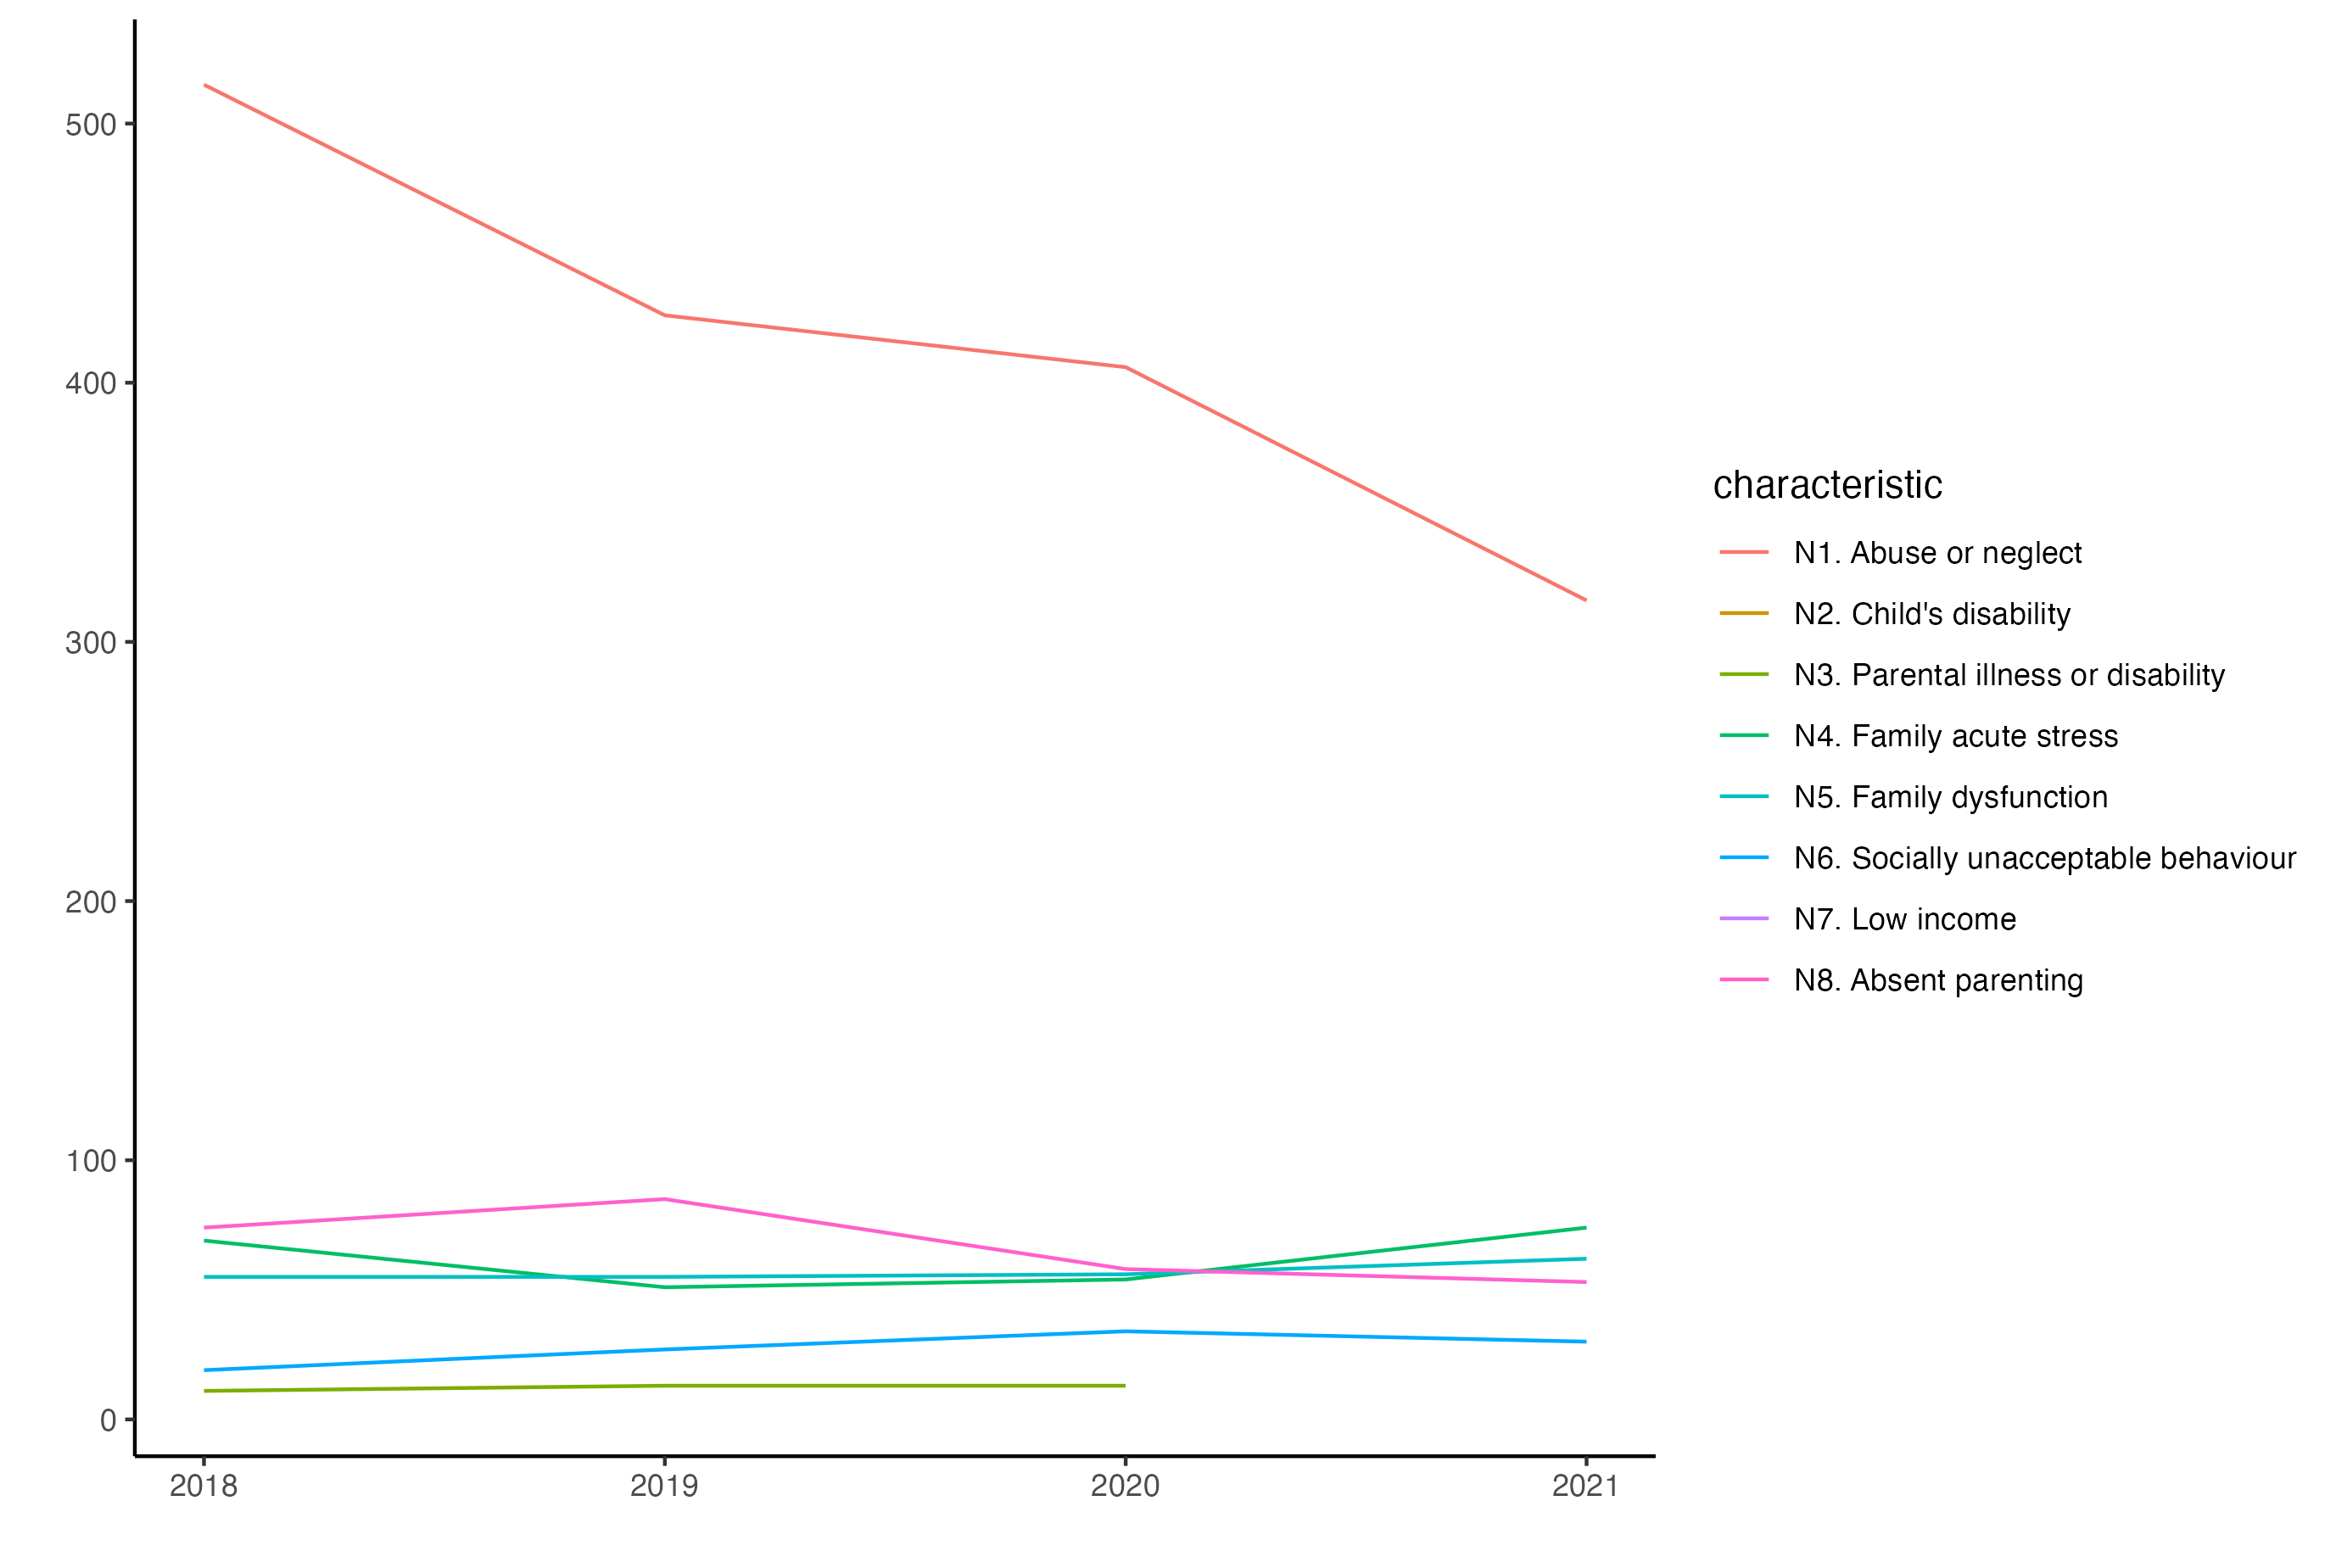 500
400
300
200
100
0
2018 2019 2020 2021
characteristic
N1. Abuse or neglect
N2. Child's disability
N3. Parental illness or disability
N4. Family acute stress
N5. Family dysfunction
N6. Socially unacceptable behaviour
N7. Low income
N8. Absent parenting